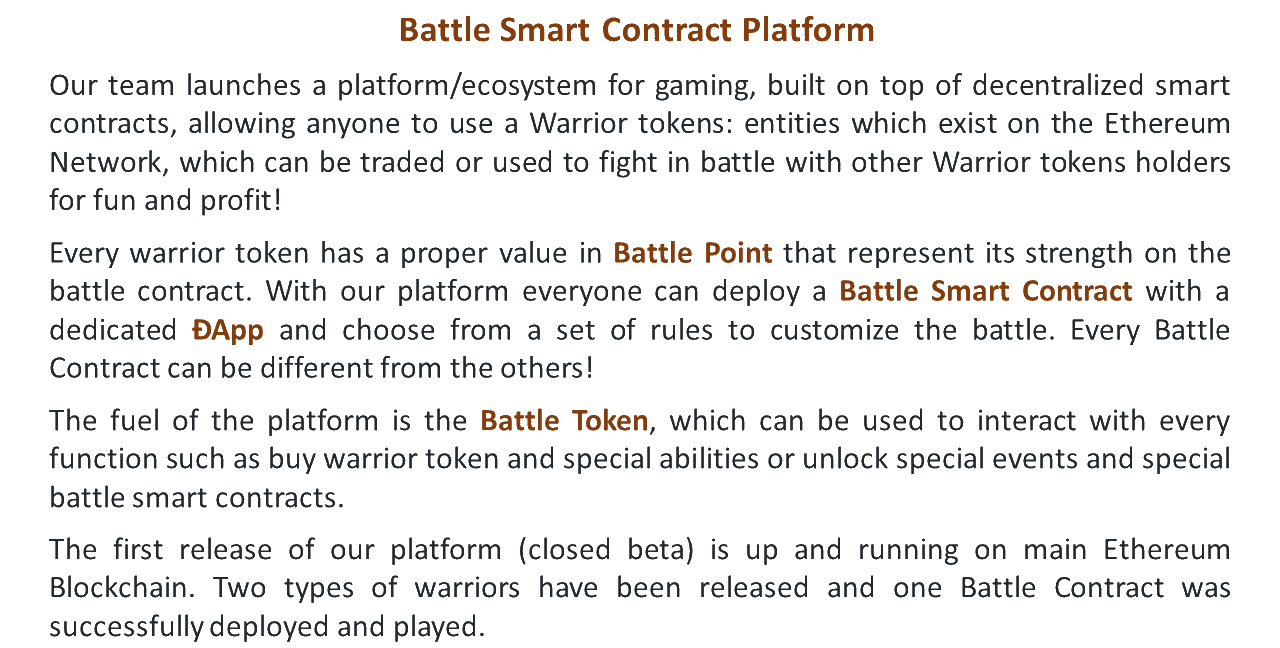 Battle Smart Contract Platform
Our team launches a platform/ecosystem for gaming, built on top of decentralized smart
contracts, allowing anyone to use a Warrior tokens: entities which exist on the Ethereum
Network, which can be traded or used to fight in battle with other Warrior tokens holders
for fun and profit!
Every warrior token has a proper value in Battle Point that represent its strength on the
battle contract. With our platform everyone can deploy a Battle Smart Contract with a
dedicated ÐApp and choose from a set of rules to customize the battle. Every Battle
Contract can be different from the others!
The fuel of the platform is the Battle Token, which can be used to interact with every
function such as buy warrior token and special abilities or unlock special events and special
battle smart contracts.
The first release of our platform (closed beta) is up and running on main Ethereum
Blockchain. Two types of warriors have been released and one Battle Contract was
successfully deployed and played.